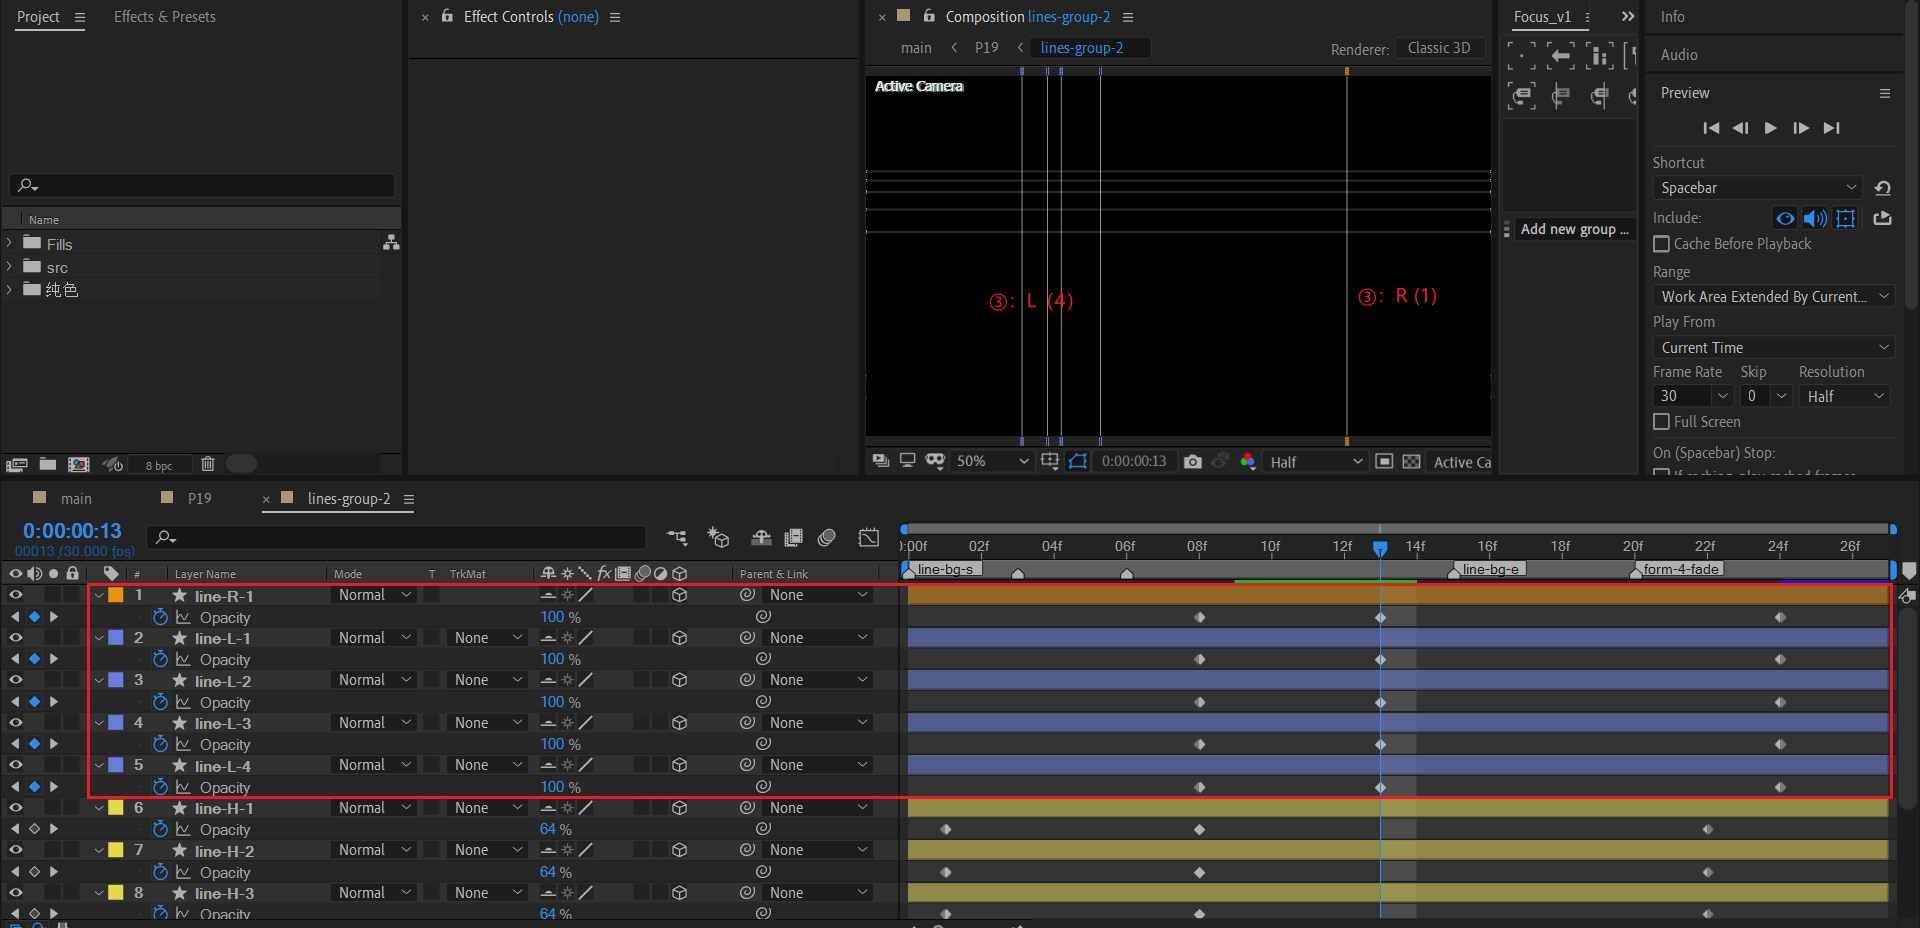 Project
Effects & Presets
Effect Controls (none)
Composition lines-group-2
Focus_v1
Info
main
P19
lines-group-2
Renderer:
Classic 3D
Audio
Active Camera
Preview
Shortcut
Spacebar
Include:
Name
Fills
src
纯色
Add new group ...
Cache Before Playback
Range
Work Area Extended By Current...
③: L (4)
③: R (1)
Play From
Current Time
Frame Rate
Skip
Resolution
30
0
Half
Full Screen
On (Spacebar) Stop:
8 bpc
50%
0:00:00:13
Half
Active Ca
If caching, play cached frames
main
P19
lines-group-2
0:00:00:13
00013 (30.000 fps)
):00f
02f
04f
06f
08f
10f
12f
14f
16f
18f
20f
22f
24f
26f
#
Layer Name
Mode
T
TrkMat
fx
Parent & Link
line-bg-s
line-bg-e
form-4-fade
1
line-R-1
Normal
None
Opacity
100 %
2
line-L-1
Normal
None
None
Opacity
100 %
3
line-L-2
Normal
None
None
Opacity
100 %
4
line-L-3
Normal
None
None
Opacity
100 %
5
line-L-4
Normal
None
None
Opacity
100 %
6
line-H-1
Normal
None
None
Opacity
64 %
7
line-H-2
Normal
None
None
Opacity
64 %
8
line-H-3
Normal
None
None
Opacity
64 %